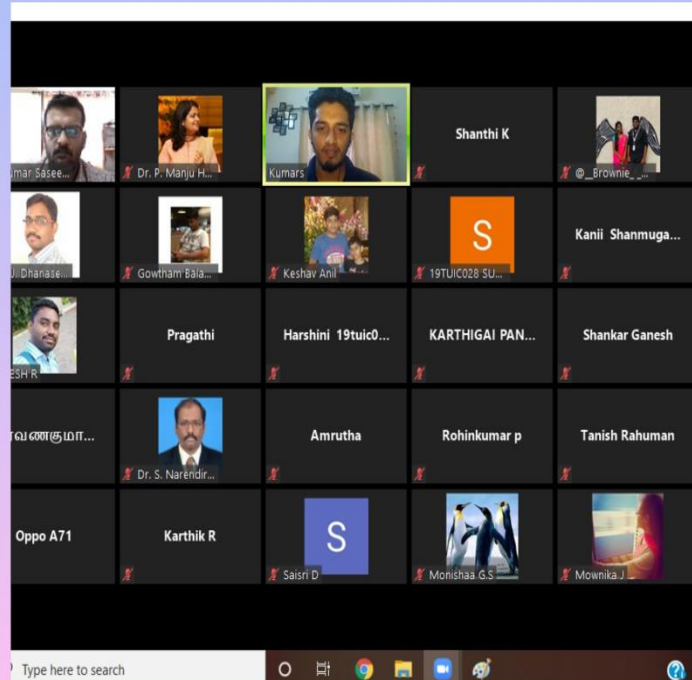 mar Sasee...
Dr. P. Manju H...
Kumars
Shanthi K
@_Brownie_ _...
J. Dhanase...
Gowtham Bala...
Keshav Anil
S
19TUIC028 SU...
Kanii Shanmuga...
ESH R
Pragathi
Harshini 19tuic0...
KARTHIGAI PAN...
Shankar Ganesh
வணகுமா...
Dr. S. Narendir...
Amrutha
Rohinkumar p
Tanish Rahuman
Oppo A71
Karthik R
S
Saisri D
Monishaa G.S
Mownika J
Type here to search